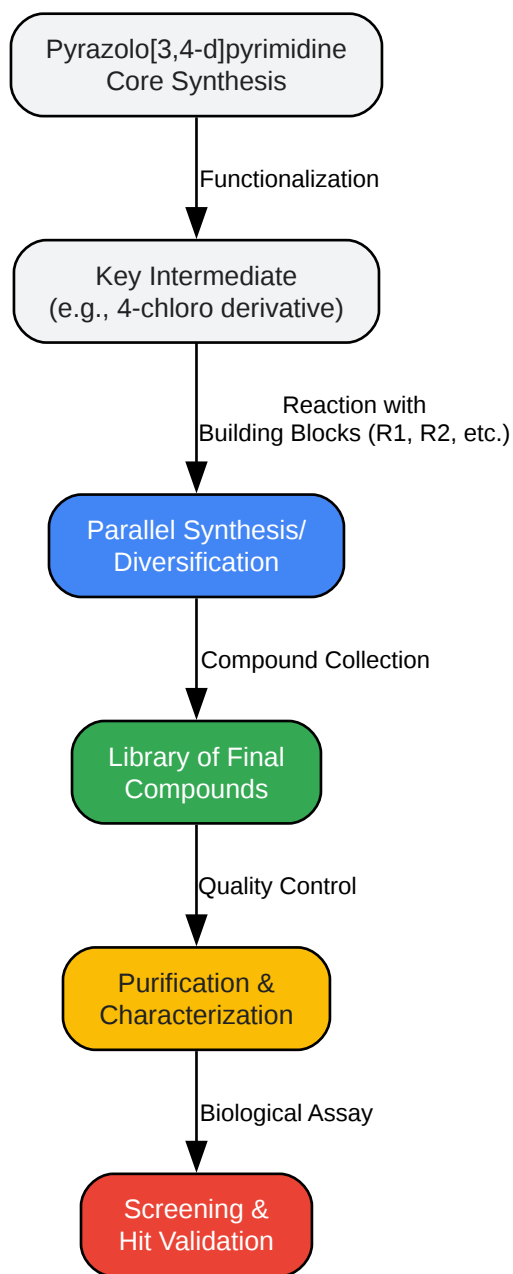 Pyrazolo[3,4-d]pyrimidine
Core Synthesis
Functionalization
Key Intermediate
(e.g., 4-chloro derivative)
Reaction with
Building Blocks (R1, R2, etc.)
Parallel Synthesis/
Diversification
Compound Collection
Library of Final
Compounds
Quality Control
Purification &
Characterization
Biological Assay
Screening &
Hit Validation